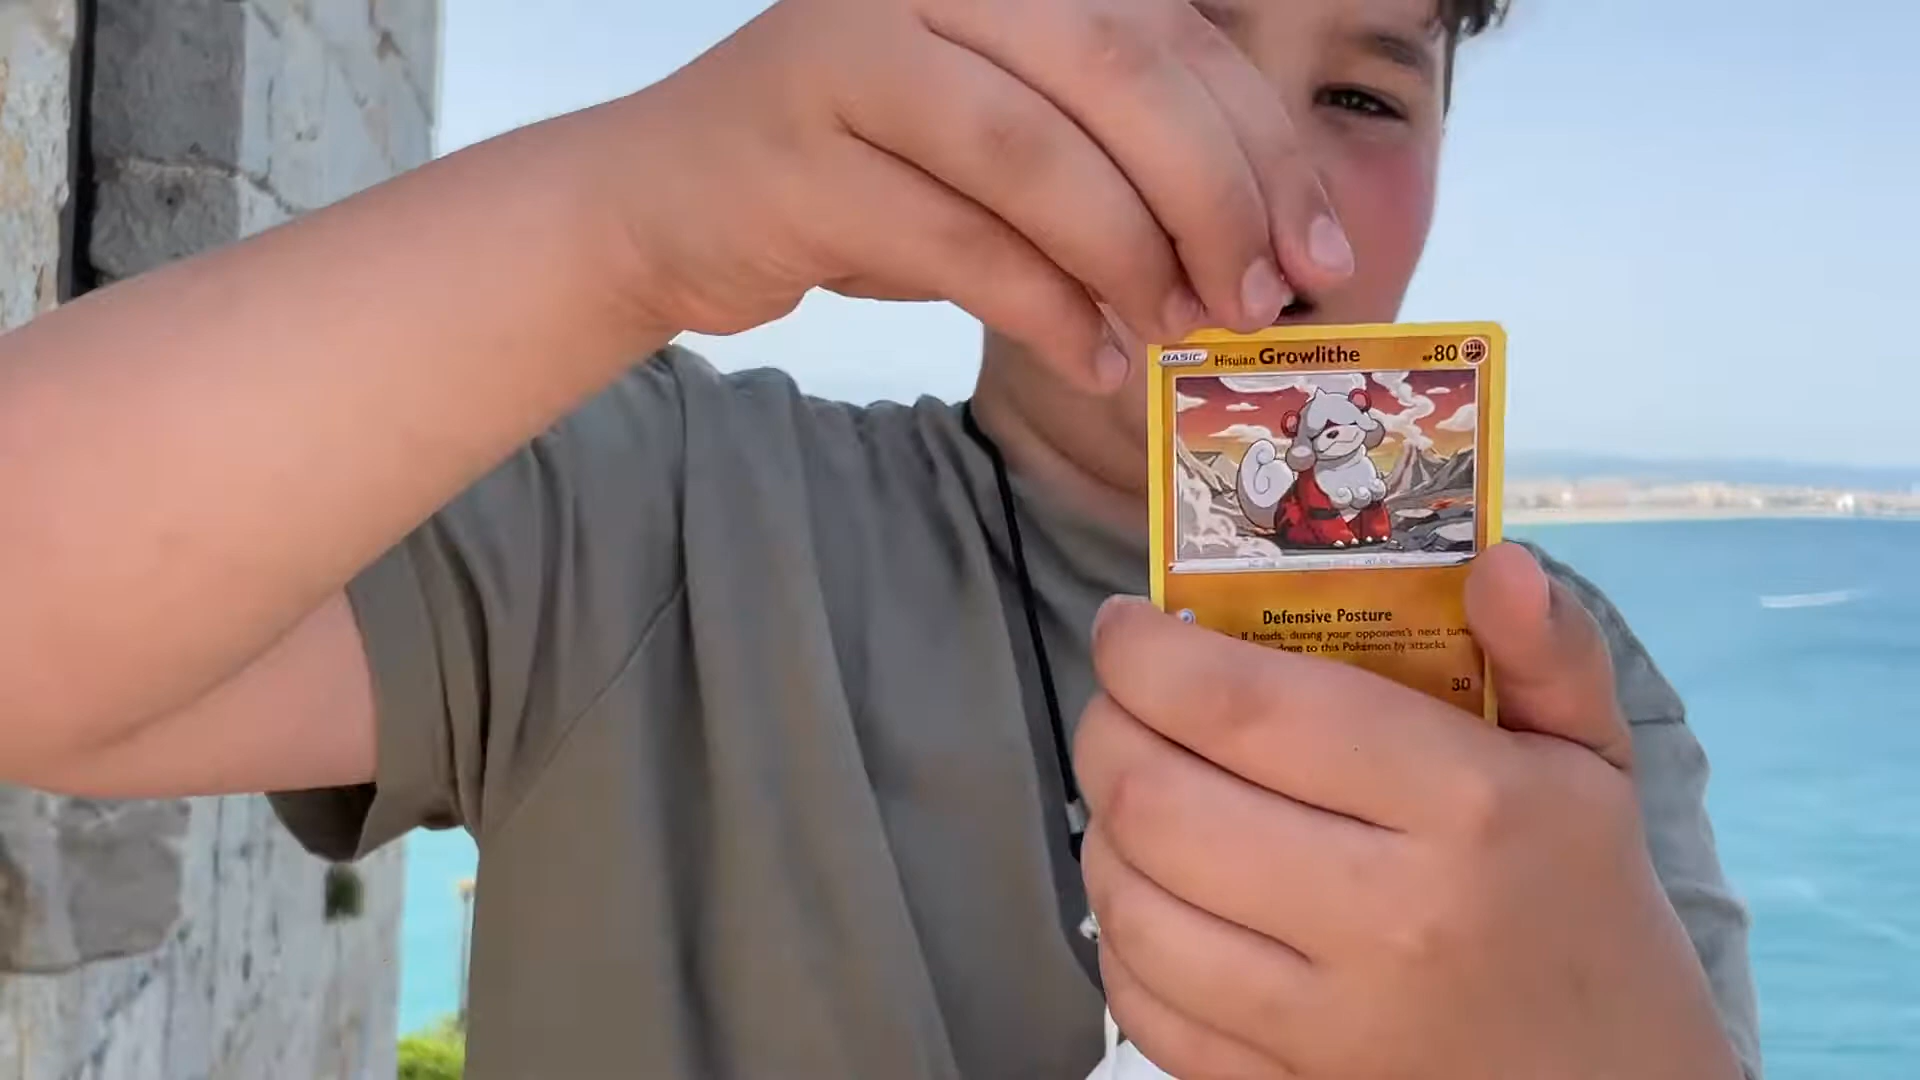 BASIC Hisuian Growlithe HP80
Defensive Posture
If heads, during your opponent's next turn,
done to this Pokémon by attacks.
30